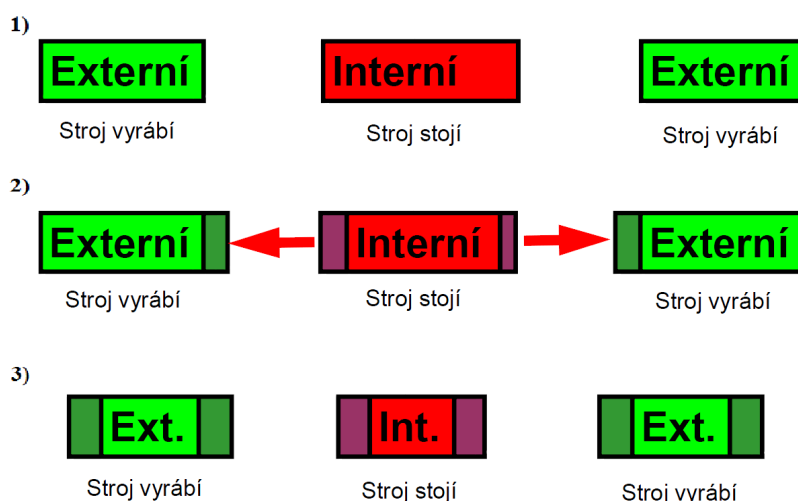 1)
Externí Interní Externí
Stroj vyrábí Stroj stojí Stroj vyrábí
2)
Externí Interní Externí
Stroj vyrábí Stroj stojí Stroj vyrábí
3)
Ext. Int. Ext.
Stroj vyrábí Stroj stojí Stroj vyrábí